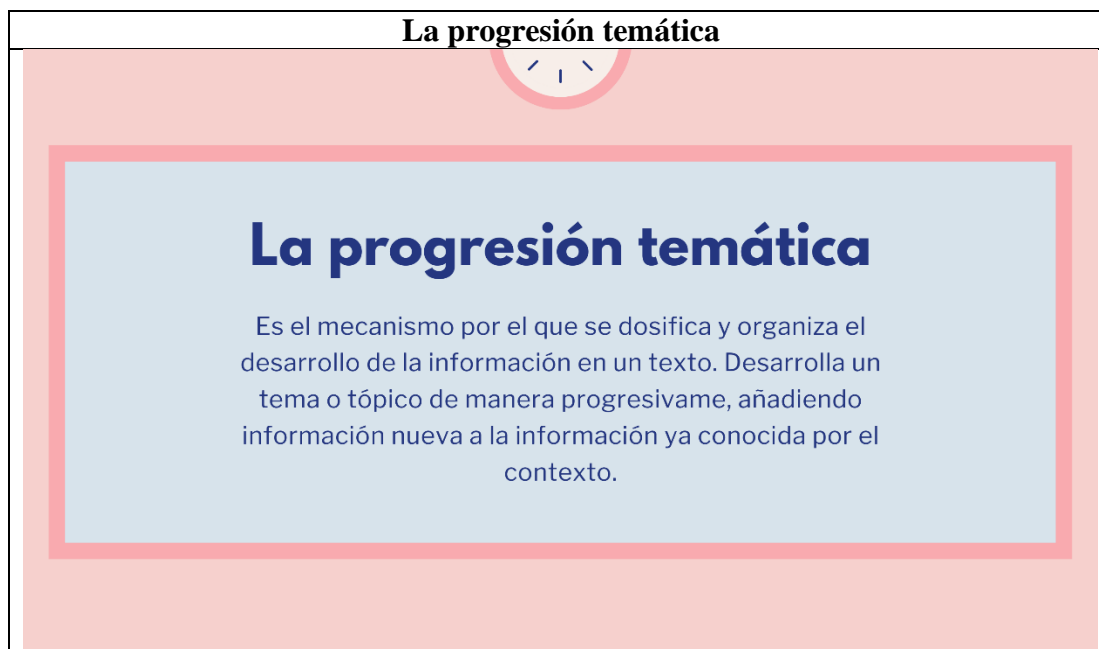 La progresión temática
La progresión temática
Es el mecanismo por el que se dosifica y organiza el
desarrollo de la información en un texto. Desarrolla un
tema o tópico de manera progresivame, añadiendo
información nueva a la información ya conocida por el
contexto.